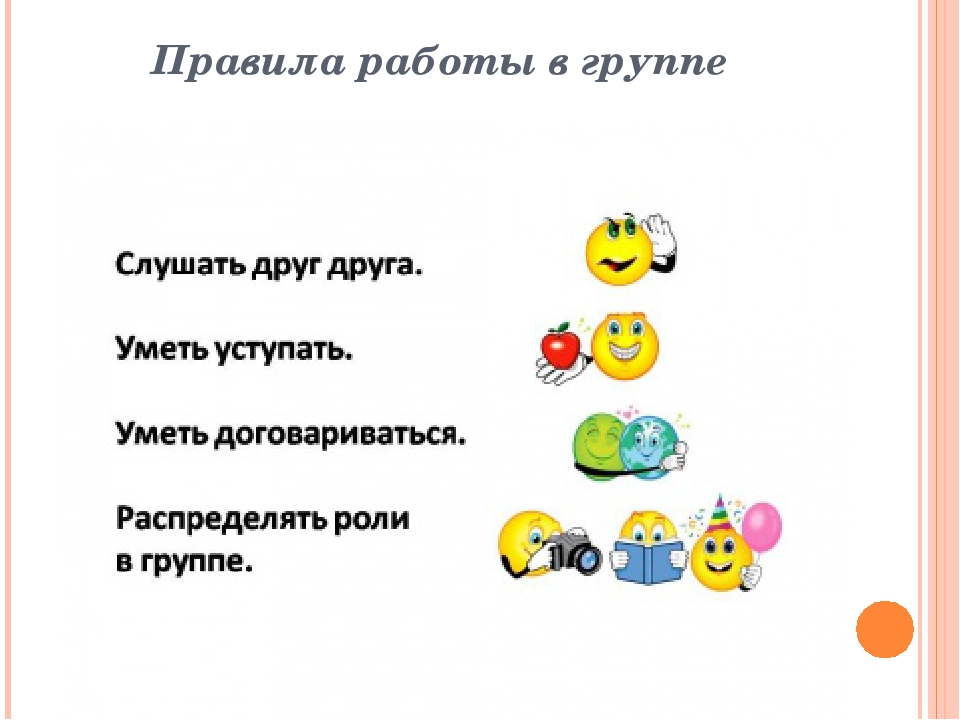 Правила работы в группе
Слушать друг друга.
Уметь уступать.
Уметь договариваться.
Распределять роли
в группе.